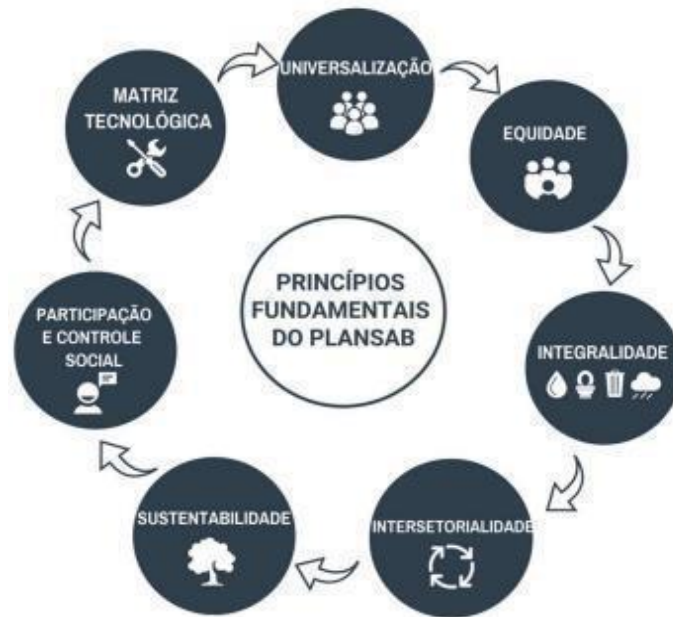 UNIVERSALIZAÇÃO
EQUIDADE
INTEGRALIDADE
INTERSETORIALIDADE
SUSTENTABILIDADE
PARTICIPAÇÃO
E CONTROLE
SOCIAL
MATRIZ
TECNOLÓGICA
PRINCÍPIOS
FUNDAMENTAIS
DO PLANSAB